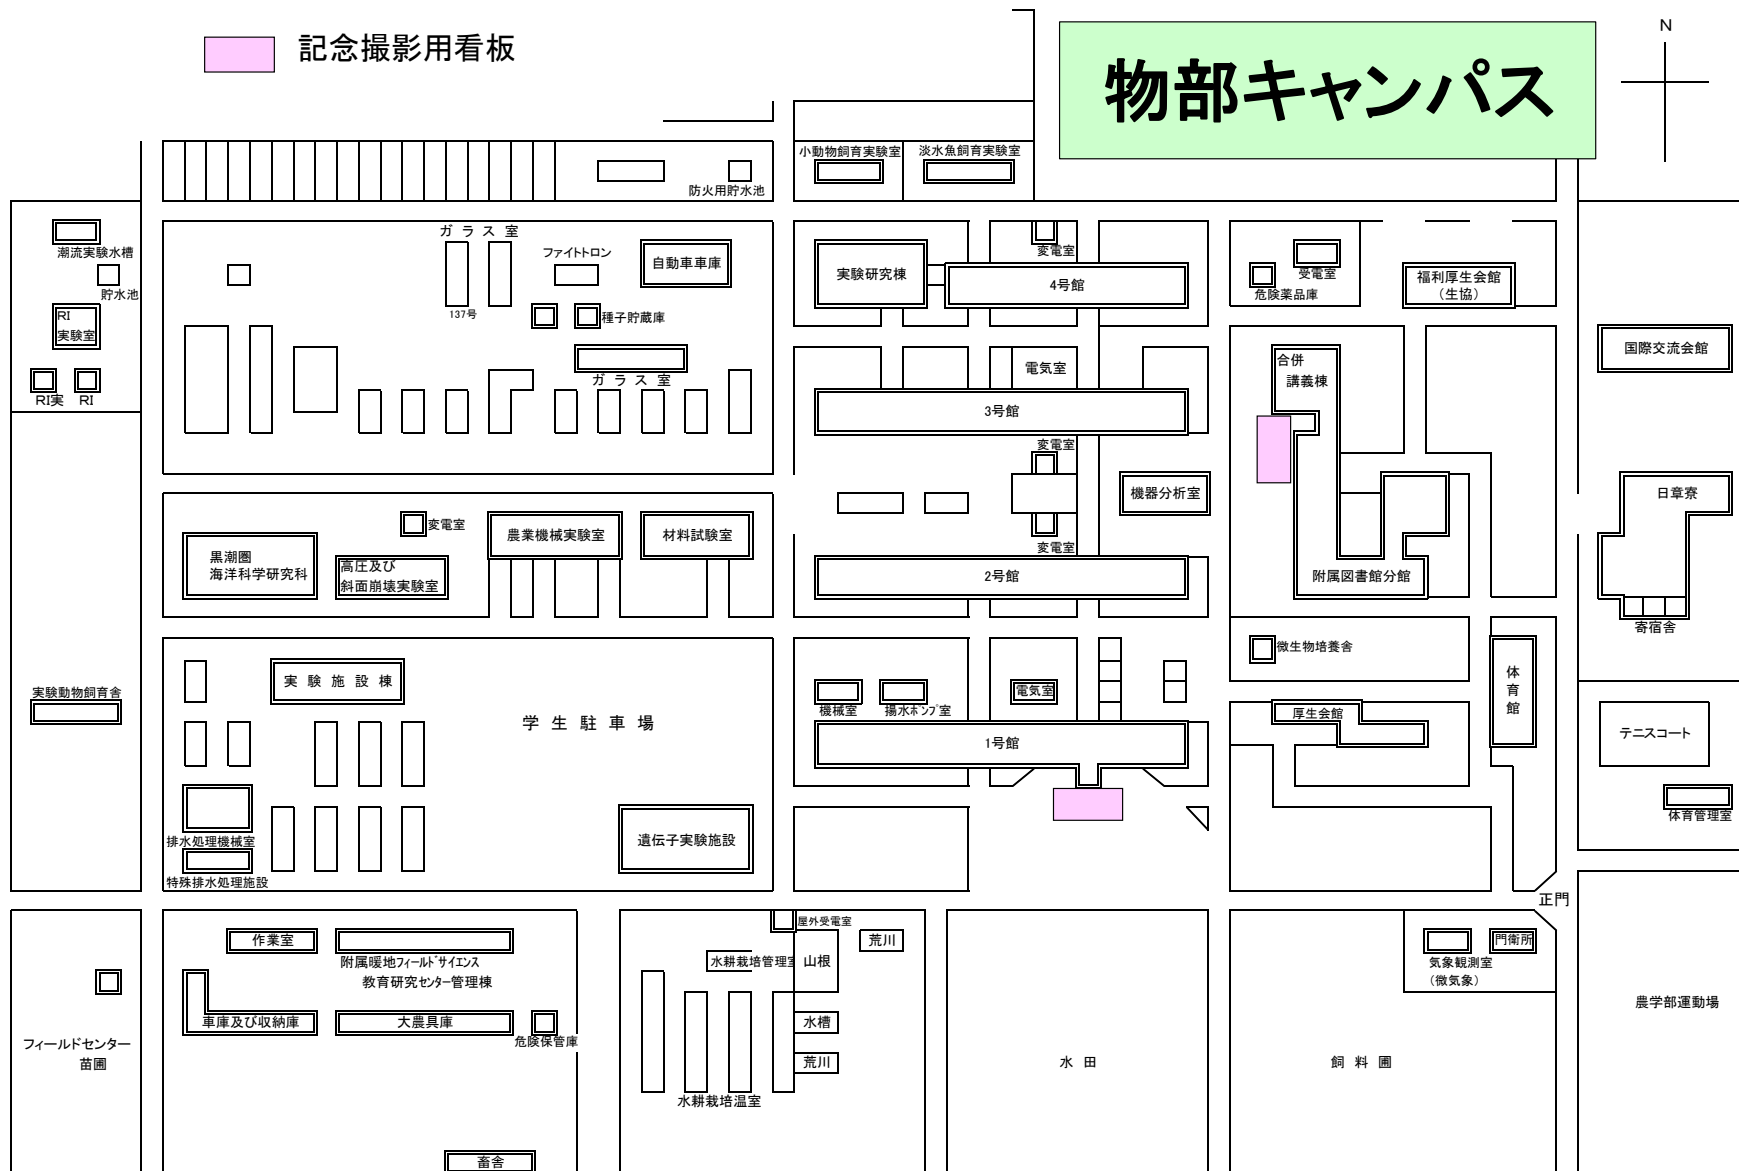 記念撮影用看板
物部キャンパス
N
小動物飼育実験室
淡水魚飼育実験室
防火用貯水池
潮流実験水槽
貯水池
RI
実験室
RI実
RI
ガラス室
137号
ファイトトロン
自動車車庫
種子貯蔵庫
ガラス室
実験研究棟
変電室
4号館
電気室
3号館
変電室
機器分析室
変電室
2号館
危険薬品庫
受電室
福利厚生会館
(生協)
合併
講義棟
附属図書館分館
国際交流会館
日章寮
寄宿舎
黒潮圏
海洋科学研究科
変電室
高圧及び
斜面崩壊実験室
農業機械実験室
材料試験室
実験動物飼育舎
実験施設棟
学生駐車場
排水処理機械室
特殊排水処理施設
遺伝子実験施設
機械室
揚水ポンプ室
電気室
1号館
微生物培養舎
厚生会館
体育館
テニスコート
体育管理室
正門
フィールドセンター
苗圃
作業室
附属暖地フィールドサイエンス
教育研究センター管理棟
車庫及び収納庫
大農具庫
危険保管庫
畜舎
屋外受電室
水耕栽培管理室
山根
荒川
水槽
荒川
水耕栽培温室
水田
飼料圃
気象観測室
(微気象)
門衛所
農学部運動場